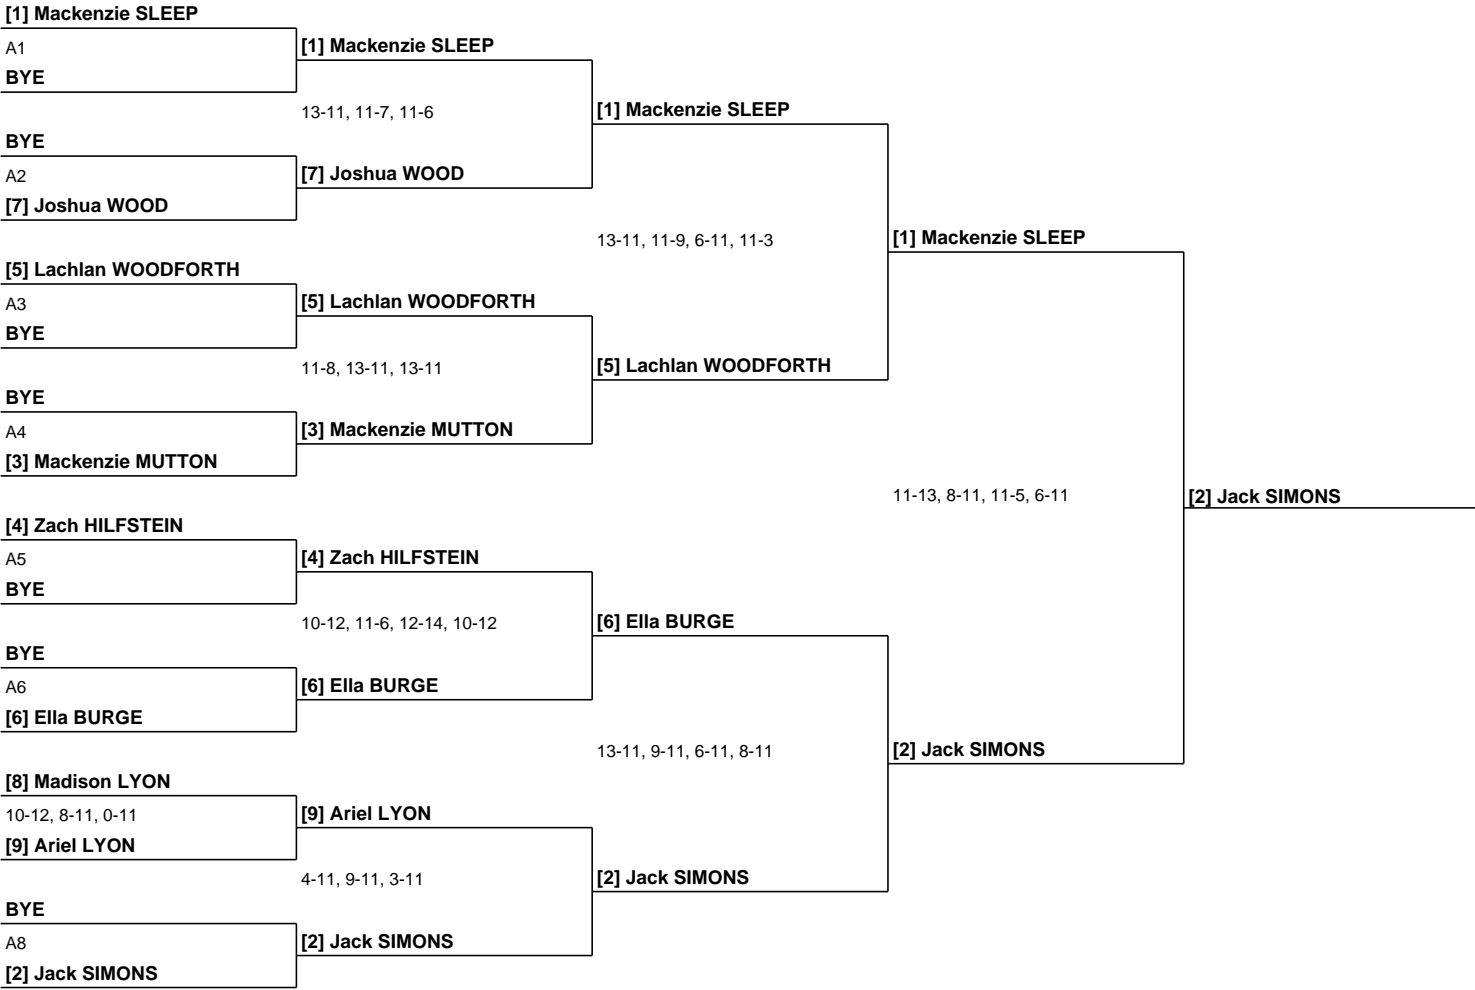 [1] Mackenzie SLEEP
A1
BYE
BYE
A2
[7] Joshua WOOD
[5] Lachlan WOODFORTH
A3
BYE
BYE
A4
[3] Mackenzie MUTTON
[4] Zach HILFSTEIN
A5
BYE
BYE
A6
[6] Ella BURGE
[8] Madison LYON
10-12, 8-11, 0-11
[9] Ariel LYON
BYE
A8
[2] Jack SIMONS
[1] Mackenzie SLEEP
13-11, 11-7, 11-6
[7] Joshua WOOD
[5] Lachlan WOODFORTH
11-8, 13-11, 13-11
[3] Mackenzie MUTTON
[4] Zach HILFSTEIN
10-12, 11-6, 12-14, 10-12
[6] Ella BURGE
[9] Ariel LYON
4-11, 9-11, 3-11
[2] Jack SIMONS
[1] Mackenzie SLEEP
13-11, 11-9, 6-11, 11-3
[5] Lachlan WOODFORTH
[6] Ella BURGE
13-11, 9-11, 6-11, 8-11
[2] Jack SIMONS
[1] Mackenzie SLEEP
11-13, 8-11, 11-5, 6-11
[2] Jack SIMONS
[2] Jack SIMONS